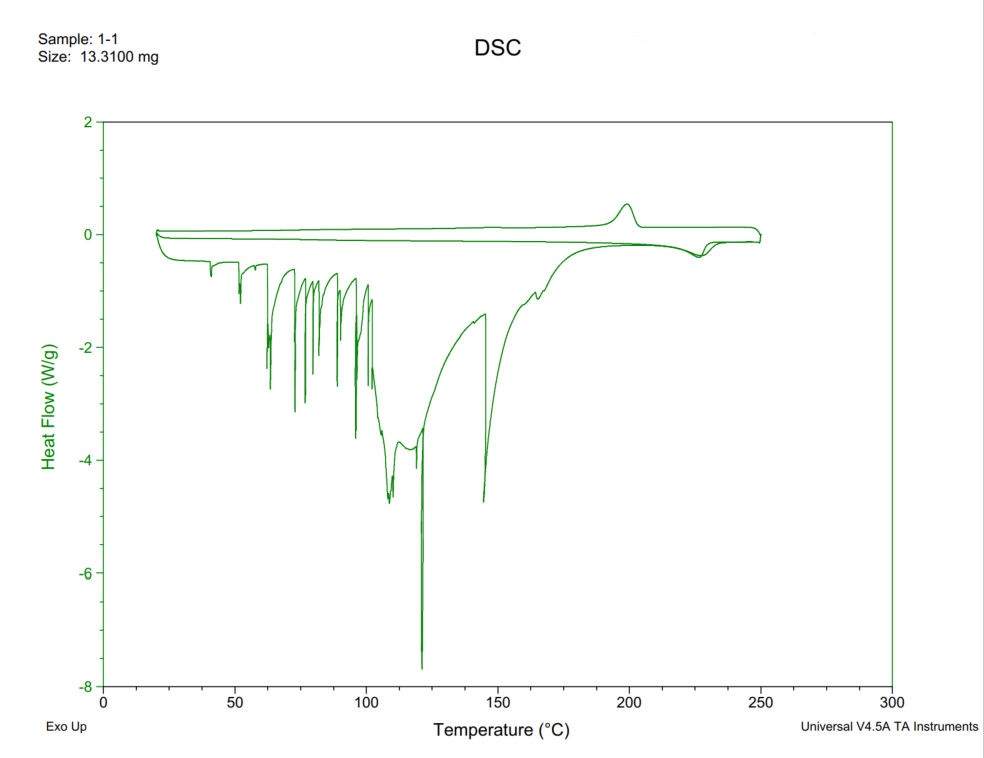 Sample: 1-1
Size: 13.3100 mg
DSC
2
0
-2
-4
-6
-8
Heat Flow (W/g)
0 50 100 150 200 250 300
Exo Up
Temperature (°C)
Universal V4.5A TA Instruments